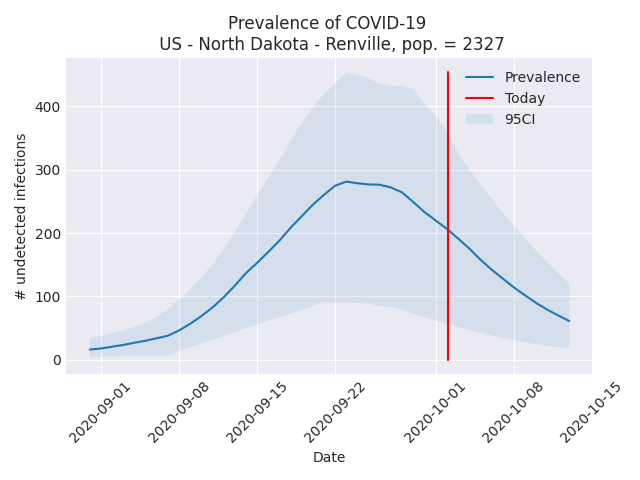 Prevalence of COVID-19
US - North Dakota - Renville, pop. = 2327
Prevalence
Today
95CI
400
300
200
100
0
# undetected infections
2020-09-01
2020-09-08
2020-09-15
2020-09-22
2020-10-01
2020-10-08
2020-10-15
Date